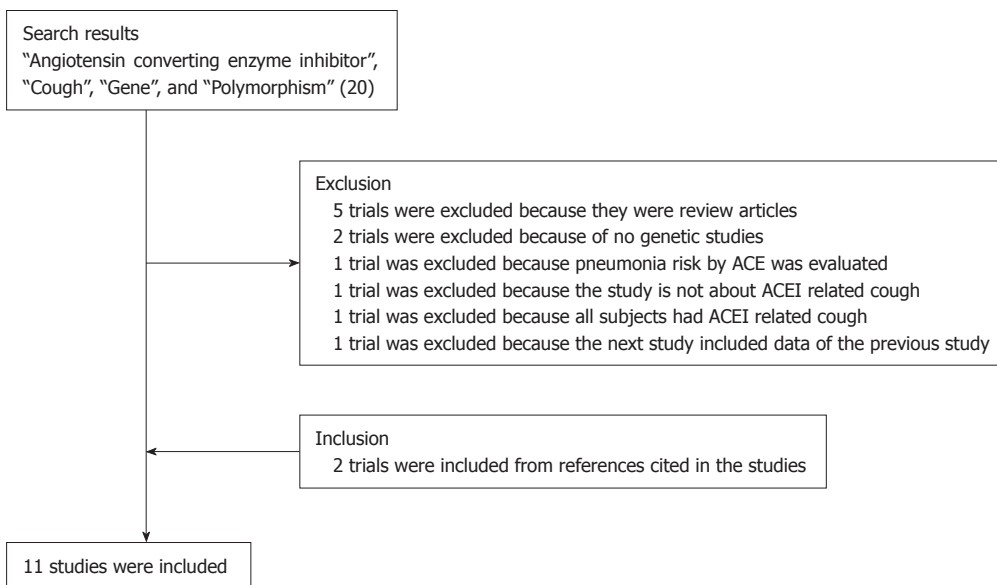 Search results
“Angiotensin converting enzyme inhibitor”,
“Cough”, “Gene”, and “Polymorphism” (20)
Exclusion
5 trials were excluded because they were review articles
2 trials were excluded because of no genetic studies
1 trial was excluded because pneumonia risk by ACE was evaluated
1 trial was excluded because the study is not about ACEI related cough
1 trial was excluded because all subjects had ACEI related cough
1 trial was excluded because the next study included data of the previous study
Inclusion
2 trials were included from references cited in the studies
11 studies were included